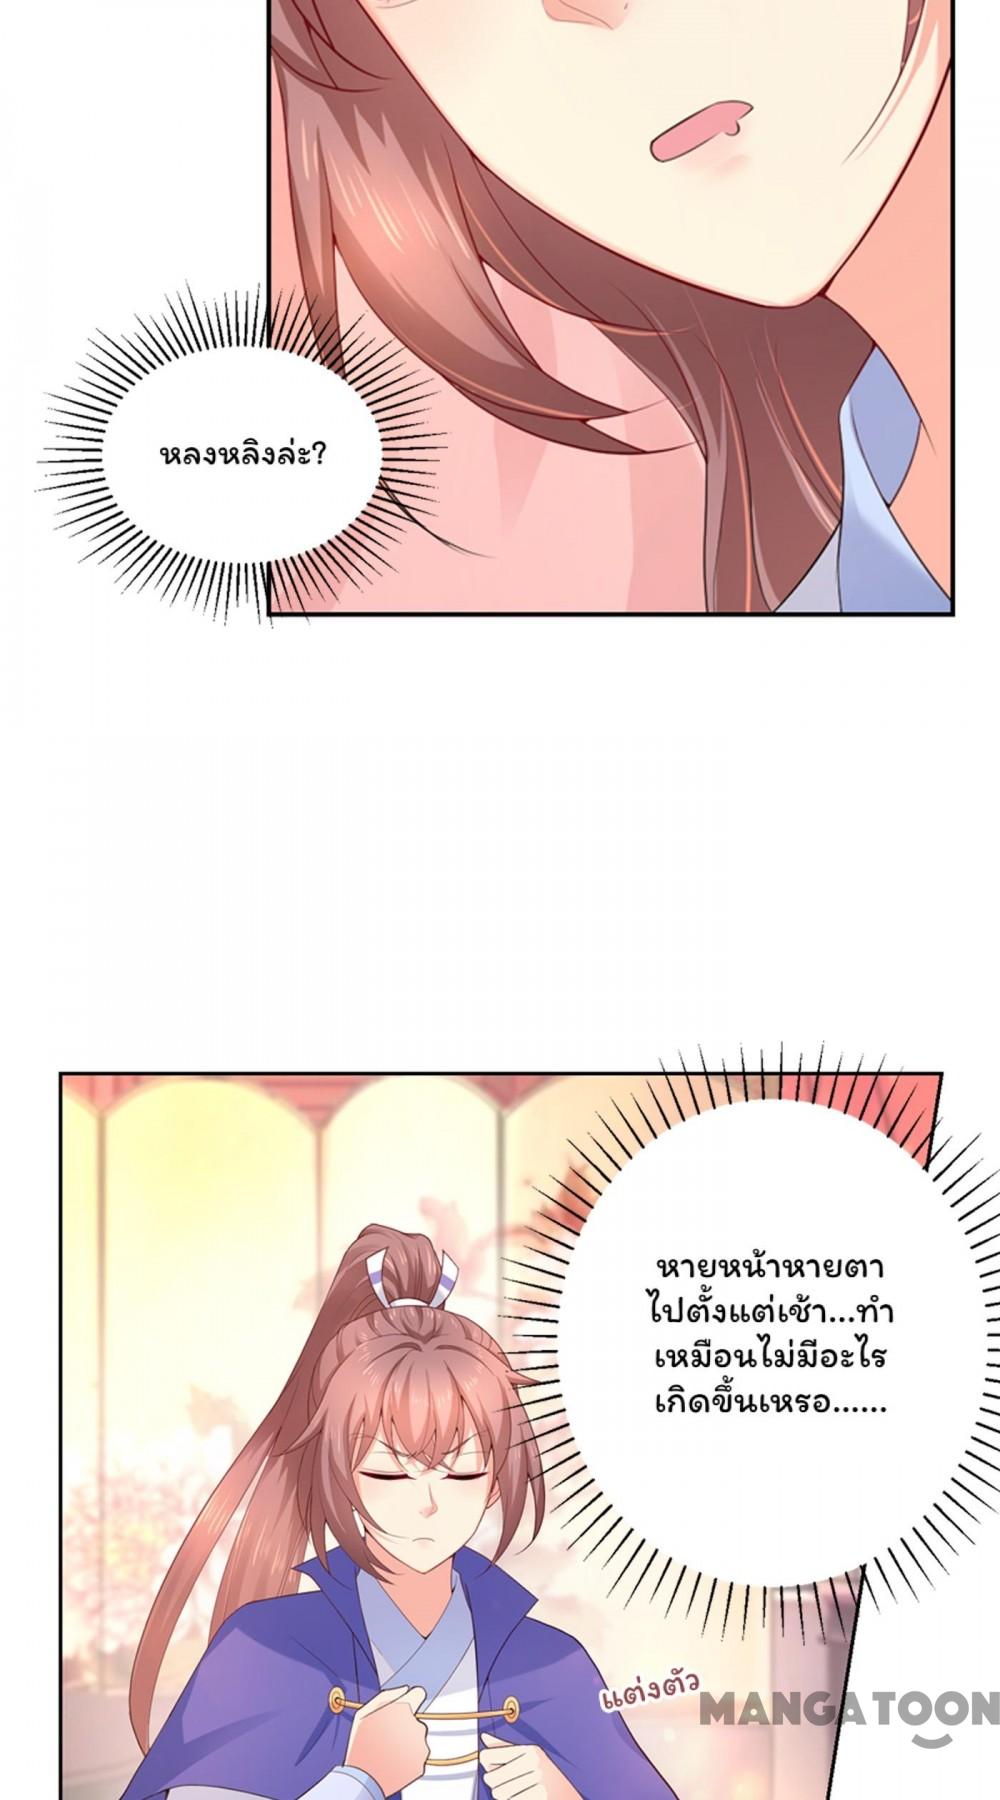 หลงหลิงล่ะ?
หายหน้าหายตา
ไปตั้งแต่เช้า...ทำ
เหมือนไม่มีอะไร
เกิดขึ้นเหรอ......
แต่งตัว
MANGATOON